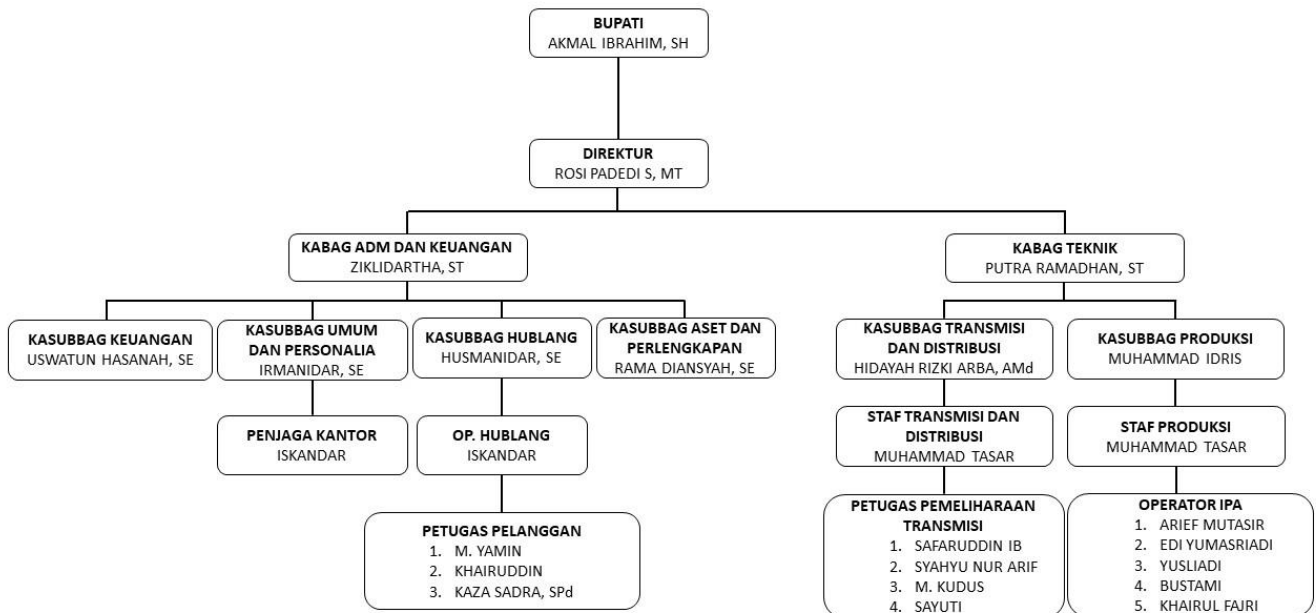 BUPATI
AKMAL IBRAHIM, SH
DIREKTUR
ROSI PADEDI S, MT
KABAG ADM DAN KEUANGAN
ZIKLIDARTHA, ST
KABAG TEKNIK
PUTRA RAMADHAN, ST
KASUBBAG KEUANGAN
USWATUN HASANAH, SE
KASUBBAG UMUM
DAN PERSONALIA
IRMANIDAR, SE
KASUBBAG HUBLANG
HUSMANIDAR, SE
KASUBBAG ASET DAN
PERLENGKAPAN
RAMA DIANSYAH, SE
KASUBBAG TRANSMISI
DAN DISTRIBUSI
HIDAYAH RIZKI ARBA, AMd
KASUBBAG PRODUKSI
MUHAMMAD IDRIS
PENJAGA KANTOR
ISKANDAR
OP. HUBLANG
ISKANDAR
STAF TRANSMISI DAN
DISTRIBUSI
MUHAMMAD TASAR
STAF PRODUKSI
MUHAMMAD TASAR
PETUGAS PELANGGAN
1. M. YAMIN
2. KHAIRUDDIN
3. KAZA SADRA, SPd
PETUGAS PEMELIHARAAN
TRANSMISI
1. SAFARUDDIN IB
2. SYAHYU NUR ARIF
3. M. KUDUS
4. SAYUTI
OPERATOR IPA
1. ARIEF MUTASIR
2. EDI YUMASRIADI
3. YUSLIADI
4. BUSTAMI
5. KHAIRUL FAJRI